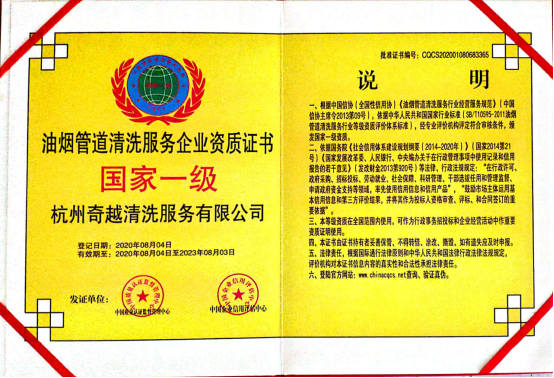 油烟管道清洗服务企业资质证书
国家一级
杭州奇越清洗服务有限公司
登记日期：2020年08月04日
有效期至：2020年08月04日至2023年08月03日
发证单位：
中国企业信用评估中心
批准证书编号：CQCS202001080683365
说 明
一、根据中国信协（全国性信用协）《油烟管道清洗服务行业经营服务规范》（中国
信协主席令2013第09号），依据中华人民共和国国家行业标准（SB/T10595-2011油烟
管道清洗服务行业等级资质评价体系标准），经专业评价机构评定符合审核条件，颁
发国家一级资质。
二、依据国务院《社会信用体系建设规划纲要（2014-2020年）》（国家2014第21
号）《国家发展改革委、人民银行、中央编办关于在行政管理事项中使用记录和信用
报告的若干意见》（发改财金2013第920）等法律，行政法规规定：“在行政许可、
政府采购、招标投标、劳动就业、社会保障、科研管理、干部选拔任用和管理监督、
申请政府资金支持等领域，率先使用信用信息和信用产品”，“鼓励市场主体运用基
本信用信息和第三方评级结果，并将其作为投标人资格审查、评标、和合同签订的重
要依据”。
三、本等级资质在全国范围内使用，可作为行政事务招投标和企业经营活动中作重要
资质证明使用。
四、本证书由证书持有者妥善保管、不得转借、涂改、撕毁、如有遗失应及时申报。
五、法律责任，根据国际通行法律原则和中华人民共和国法律行政法法规规定，
评价机构对本证书信息内容的真实性和合法性承担法律责任。
六、登陆官方网站：www.chinacqcs.net查询、验证真伪。